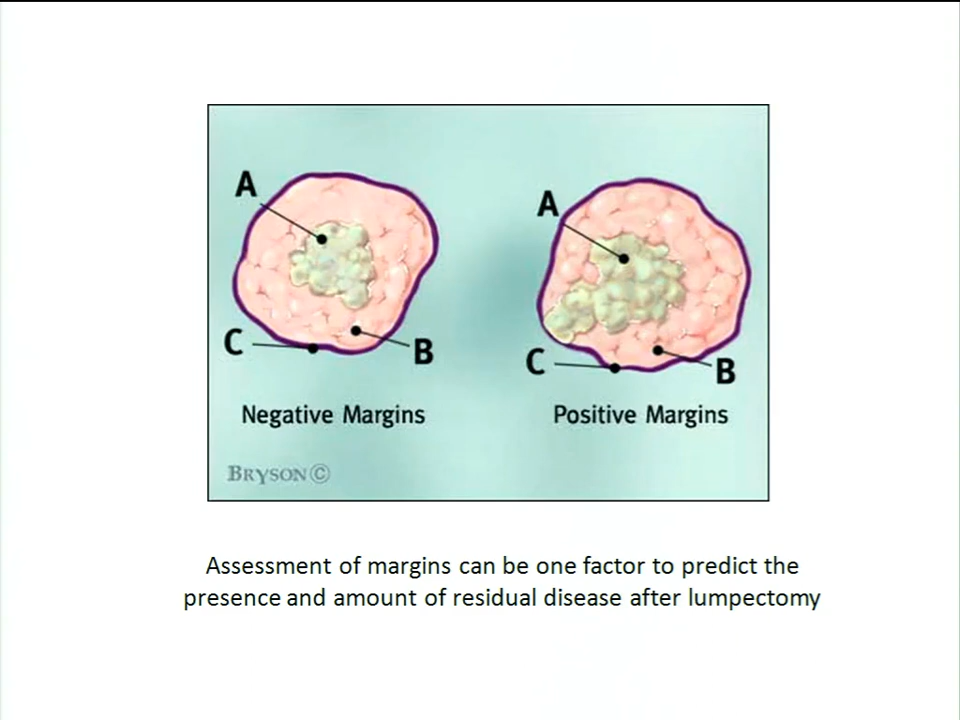 A
A
C
B
C
B
Negative Margins
Positive Margins
BRYSON©
Assessment of margins can be one factor to predict the
presence and amount of residual disease after lumpectomy